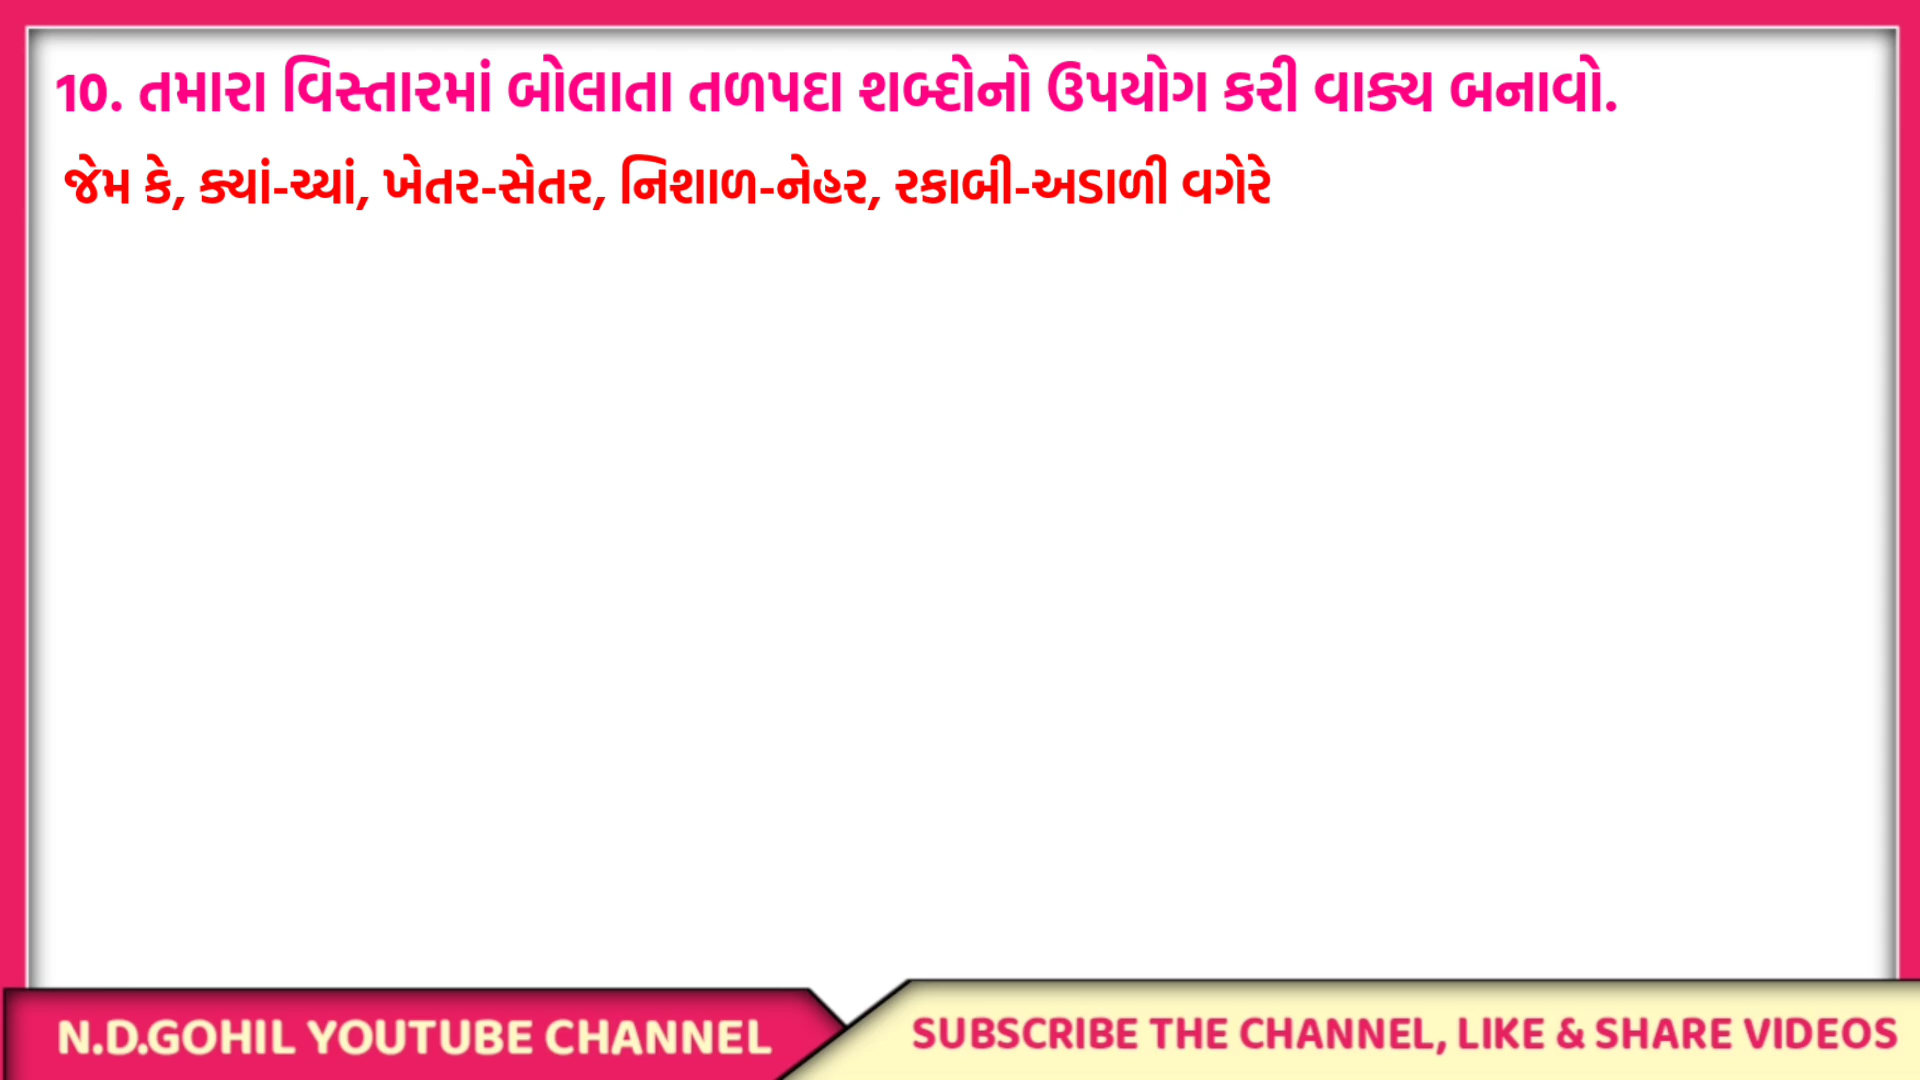 10. તમારા વિસ્તારમાં બોલાતા તળપદા શબ્દોનો ઉપયોગ કરી વાક્ય બનાવો.
જેમ કે, ક્યાં-ચ્યાં, ખેતર-સેતર, નિશાળ-નેહર, રકાબી-અડાળી વગેરે
N.D.GOHIL YOUTUBE CHANNEL
SUBSCRIBE THE CHANNEL, LIKE & SHARE VIDEOS